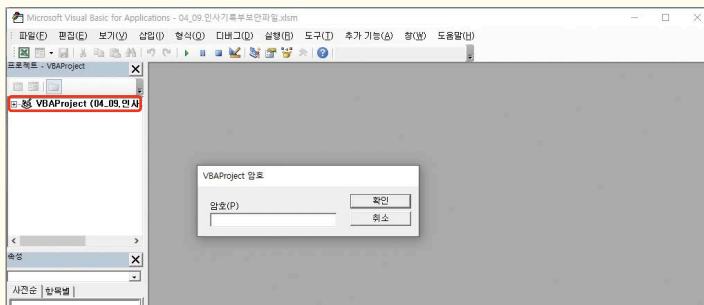 Microsoft Visual Basic for Applications - 04_09.인사기록부보안파일.xlsm
파일(F) 편집(E) 보기(V) 삽입(I) 형식(O) 디버그(D) 실행(R) 도구(T) 추가 기능(A) 창(W) 도움말(H)
프로젝트 - VBAProject
VBAProject (04_09.인사
VBAProject 암호
암호(P)
확인
취소
속성
사전순 항목별